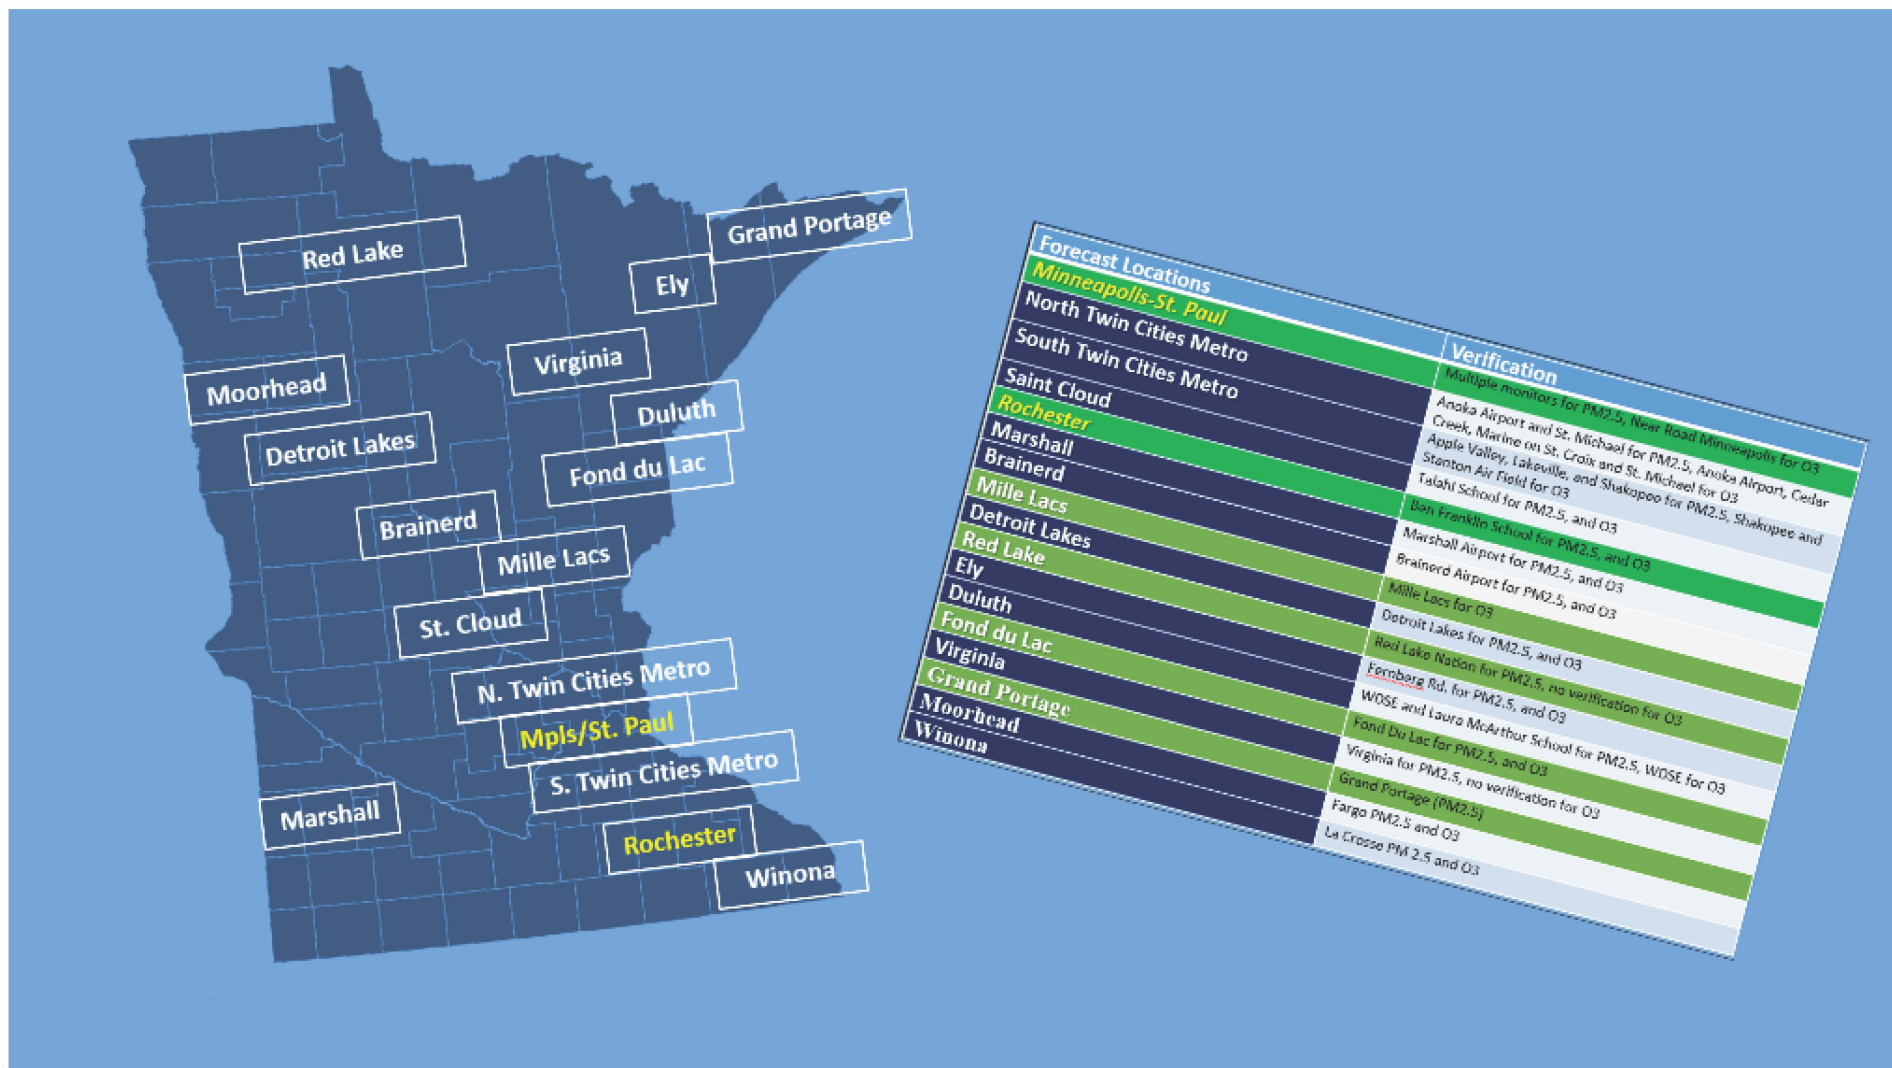 Red Lake
Grand Portage
Ely
Virginia
Moorhead
Duluth
Detroit Lakes
Fond du Lac
Brainerd
Mille Lacs
St. Cloud
N. Twin Cities Metro
Mpls/St. Paul
S. Twin Cities Metro
Marshall
Rochester
Winona
Forecast Locations
Verification
Minneapolis-St. Paul
Multiple monitors for PM2.5, Near Road Minneapolis for O3
North Twin Cities Metro
Anoka Airport and St. Michael for PM2.5, Anoka Airport, Cedar
Creek, Marine on St. Croix and St. Michael for O3
South Twin Cities Metro
Apple Valley, Lakeville, and Shakopee for PM2.5, Shakopee and
Stanton Air Field for O3
Saint Cloud
Talahi School for PM2.5, and O3
Rochester
Ben Franklin School for PM2.5, and O3
Marshall
Marshall Airport for PM2.5, and O3
Brainerd
Brainerd Airport for PM2.5, and O3
Mille Lacs
Mille Lacs for O3
Detroit Lakes
Detroit Lakes for PM2.5, and O3
Red Lake
Red Lake Nation for PM2.5, no verification for O3
Ely
Fernberg Rd. for PM2.5, and O3
Duluth
WDSE and Laura McArthur School for PM2.5, WDSE for O3
Fond du Lac
Fond Du Lac for PM2.5, and O3
Virginia
Virginia for PM2.5, no verification for O3
Grand Portage
Grand Portage (PM2.5)
Moorhead
Fargo PM2.5 and O3
Winona
La Crosse PM 2.5 and O3